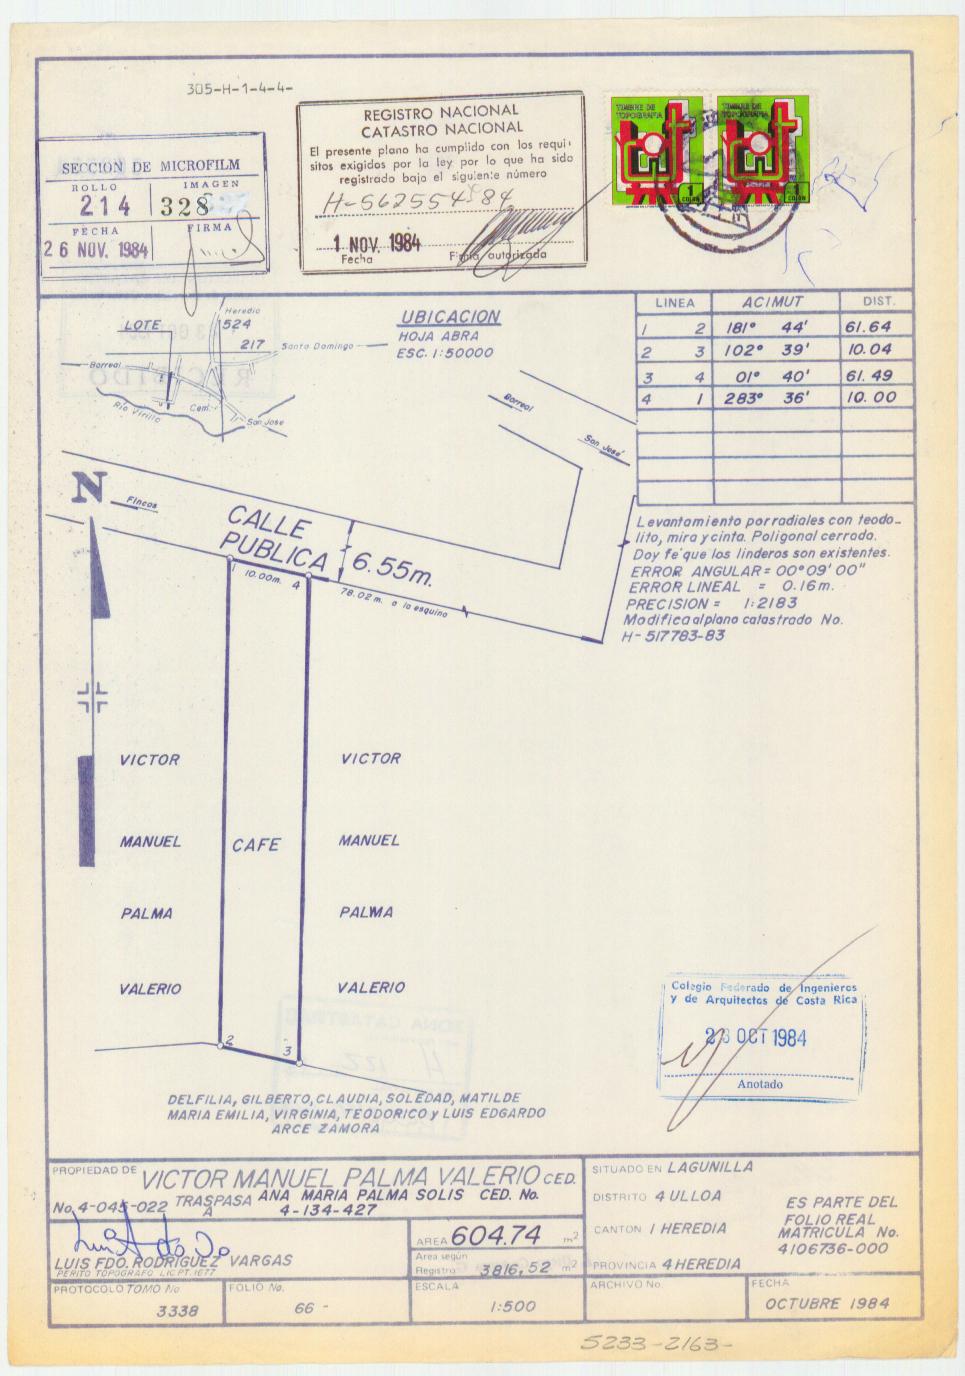 305-H-1-4-4-
SECCION DE MICROFILM
ROLLO IMAGEN
214 328
FECHA FIRMA
26 NOV. 1984
REGISTRO NACIONAL
CATASTRO NACIONAL
El presente plano ha cumplido con los requi-
sitos exigidos por la ley por lo que ha sido
registrado bajo el siguiente número
H-562554-84
1 NOV. 1984
Fecha Firma autorizada
TIMBRE DE
TOPOGRAFIA
1
COLON
TIMBRE DE
TOPOGRAFIA
1
COLON
LINEA ACIMUT DIST.
1 2 181° 44' 61.64
2 3 102° 39' 10.04
3 4 01° 40' 61.49
4 1 283° 36' 10.00
UBICACION
HOJA ABRA
ESC. 1:50000
LOTE
Heredia
524
217
Santo Domingo
Barreal
Río Virilla
Cem.
San Jose
Barreal
San José
N
Fincas
CALLE
PUBLICA
6.55m.
1 10.00m. 4
78.02m. a la esquina
Levantamiento por radiales con teodo-
lito, mira y cinta. Poligonal cerrada.
Doy fe que los linderos son existentes.
ERROR ANGULAR = 00°09'00"
ERROR LINEAL = 0.16m.
PRECISION = 1:2183
Modifica al plano catastrado No.
H-517783-83
VICTOR VICTOR
MANUEL CAFE MANUEL
PALMA PALMA
VALERIO VALERIO
2 3
DELFILIA, GILBERTO, CLAUDIA, SOLEDAD, MATILDE
MARIA EMILIA, VIRGINIA, TEODORICO y LUIS EDGARDO
ARCE ZAMORA
Colegio Federado de Ingenieros
y de Arquitectos de Costa Rica
26 OCT 1984
Anotado
PROPIEDAD DE VICTOR MANUEL PALMA VALERIO CED.
No. 4-045-022 TRASPASA A ANA MARIA PALMA SOLIS CED. No.
4-134-427
LUIS FDO. RODRIGUEZ VARGAS
PERITO TOPOGRAFO LIC PT. 1677
AREA 604.74 m2
Area según
Registro 3816,52 m2
PROTOCOLO TOMO No
3338
FOLIO No.
66 -
ESCALA
1:500
SITUADO EN LAGUNILLA
DISTRITO 4 ULLOA
CANTON 1 HEREDIA
PROVINCIA 4 HEREDIA
ES PARTE DEL
FOLIO REAL
MATRICULA No.
4106736-000
ARCHIVO No.
FECHA
OCTUBRE 1984
5233-2163-